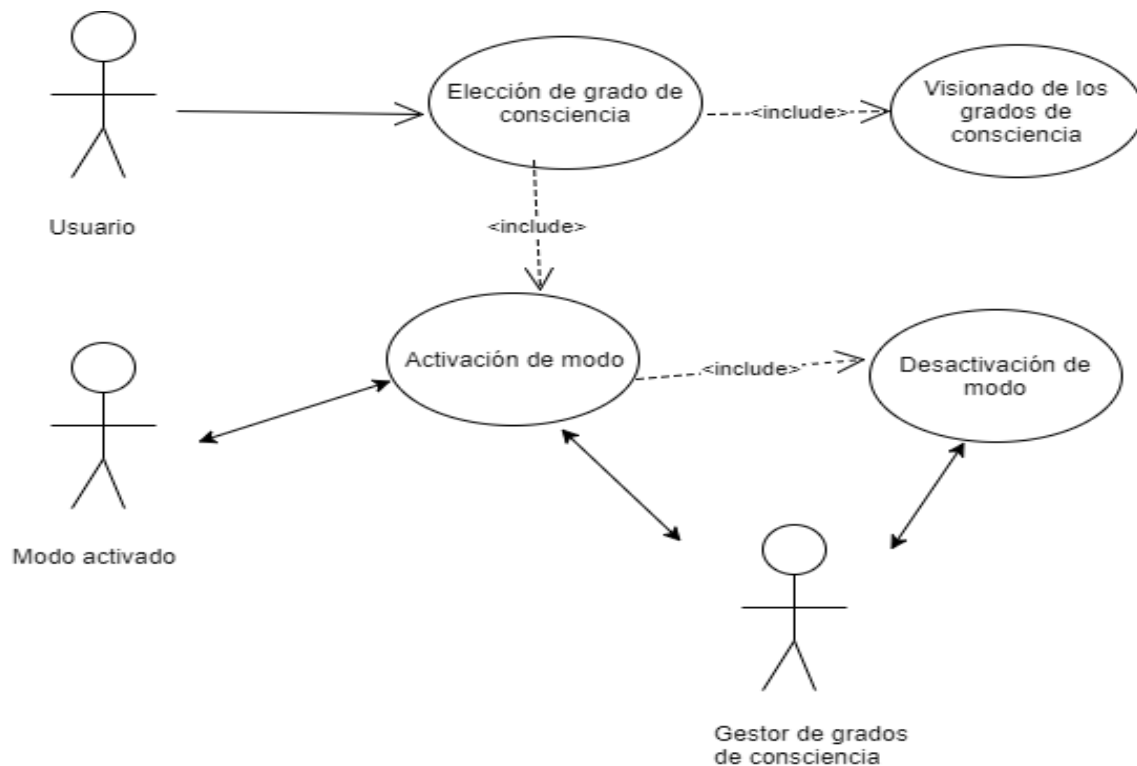 Elección de grado de
consciencia
<include>
Visionado de los
grados de
consciencia
Usuario
<include>
Activación de modo
<include>
Desactivación de
modo
Modo activado
Gestor de grados
de consciencia